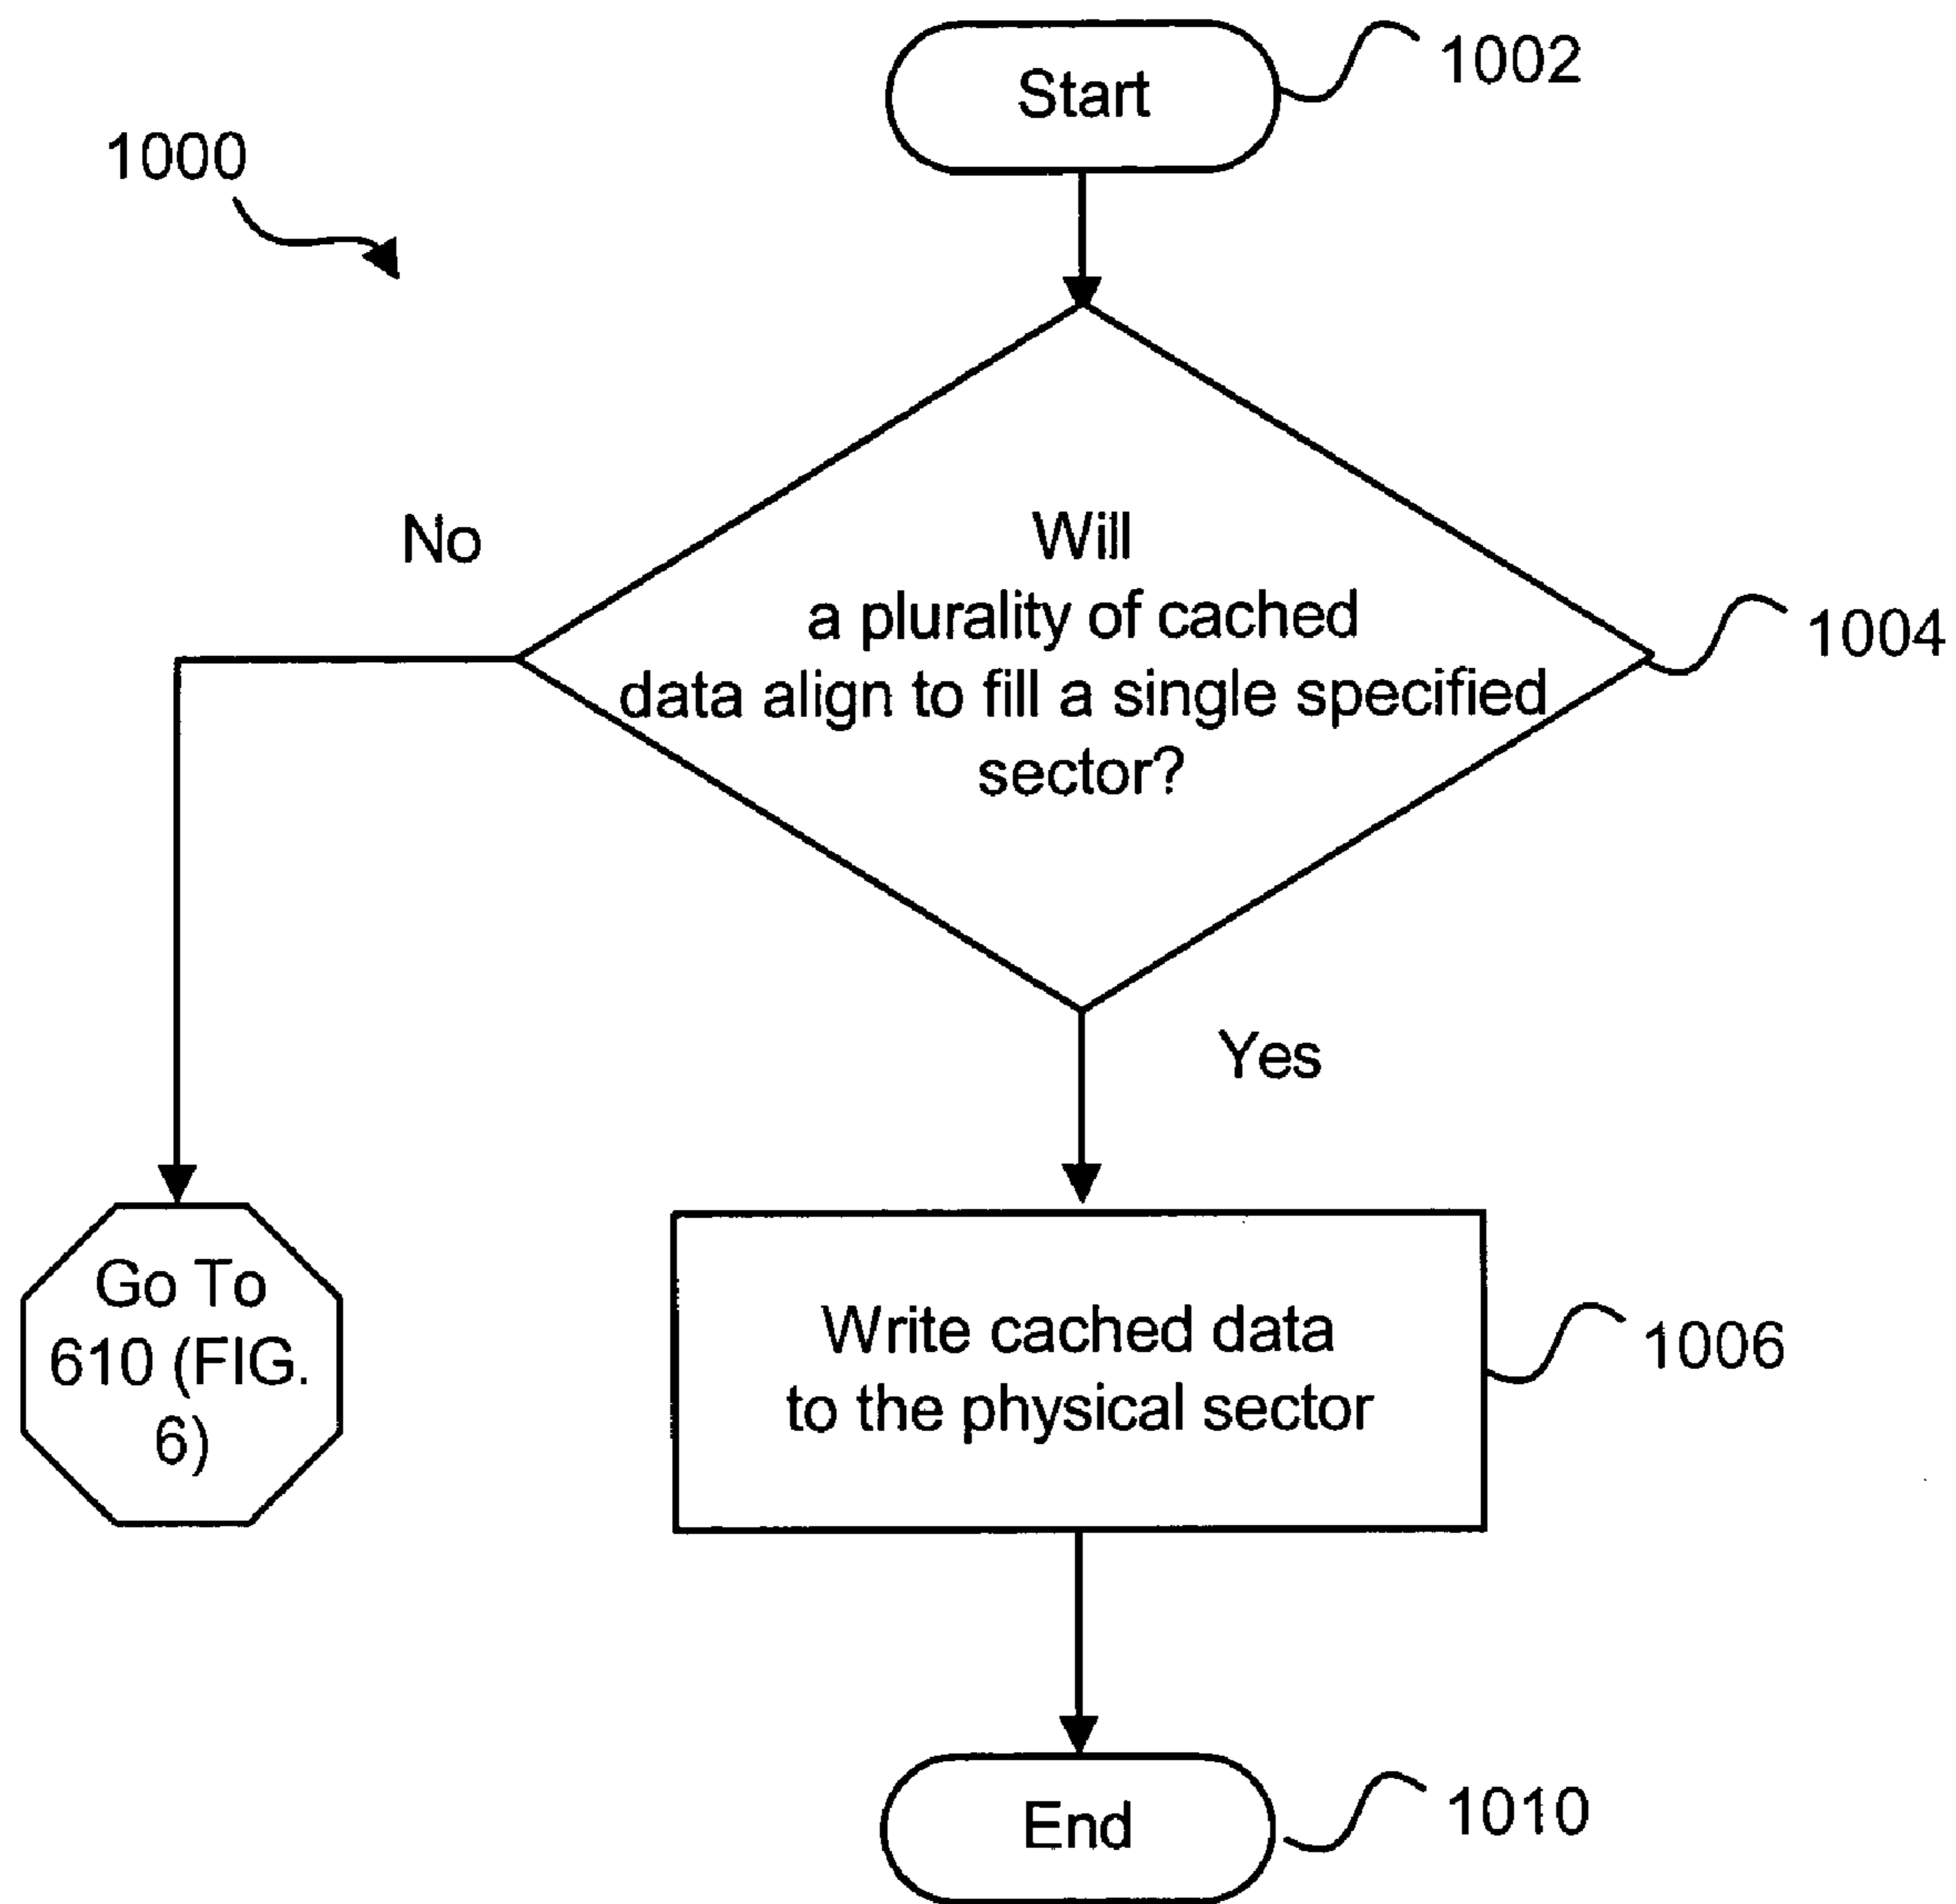 Start
1002
1000
No
Will
a plurality of cached
data align to fill a single specified
sector?
1004
Yes
Go To
610 (FIG.
6)
Write cached data
to the physical sector
1006
End
1010